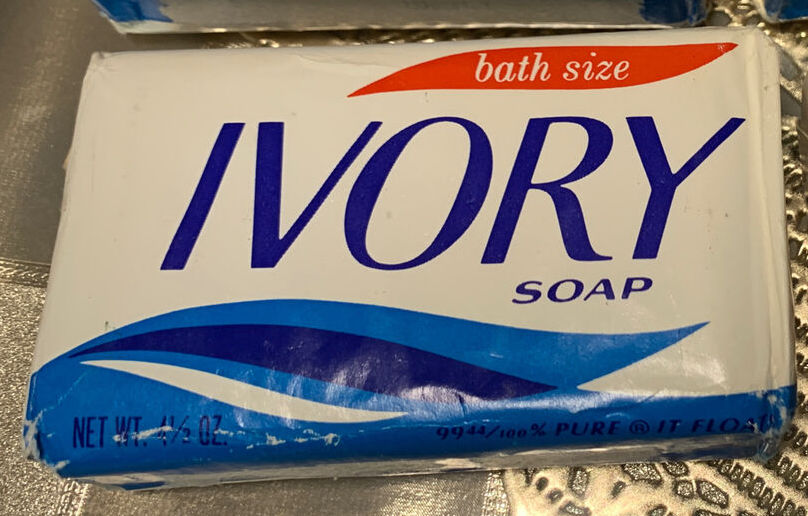 bath size
IVORY
SOAP
NET WT. 4½ OZ.
99 44/100% PURE ® IT FLOAT